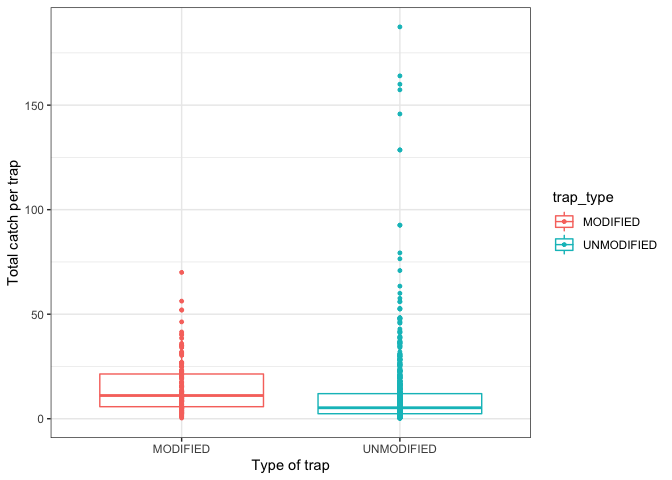 Total catch per trap
150
100
50
0
MODIFIED
UNMODIFIED
Type of trap
trap_type
MODIFIED
UNMODIFIED